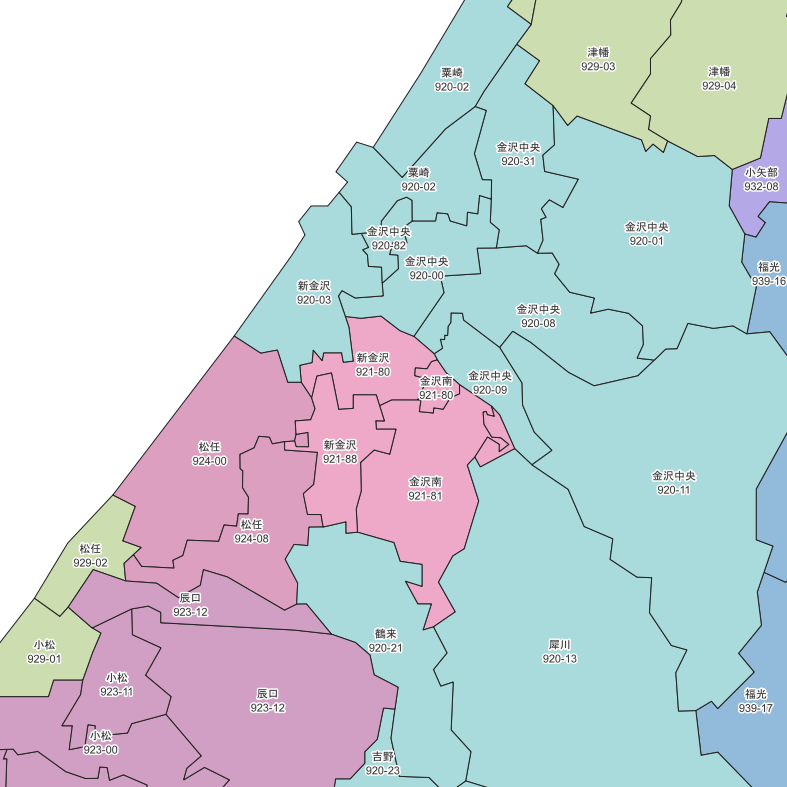 津幡
929-03
粟崎
920-02
津幡
929-04
金沢中央
920-31
粟崎
920-02
小矢部
932-08
金沢中央
920-82
金沢中央
920-01
金沢中央
920-00
福光
939-16
新金沢
920-03
金沢中央
920-08
新金沢
921-80
金沢南
921-80
金沢中央
920-09
松任
924-00
新金沢
921-88
金沢南
921-81
金沢中央
920-11
松任
924-08
松任
929-02
辰口
923-12
鶴来
920-21
小松
929-01
犀川
920-13
小松
923-11
辰口
923-12
福光
939-17
小松
923-00
吉野
920-23